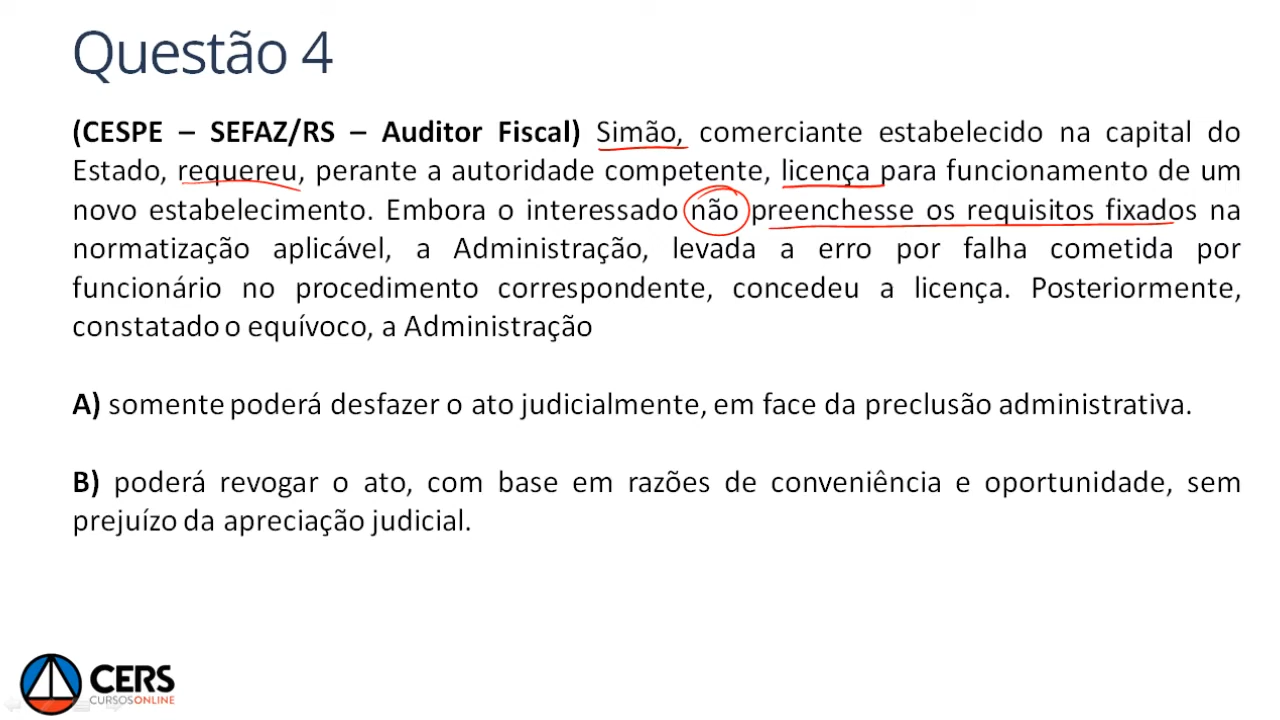 Questão 4
(CESPE – SEFAZ/RS – Auditor Fiscal) Simão, comerciante estabelecido na capital do
Estado, requereu, perante a autoridade competente, licença para funcionamento de um
novo estabelecimento. Embora o interessado não preenchesse os requisitos fixados na
normatização aplicável, a Administração, levada a erro por falha cometida por
funcionário no procedimento correspondente, concedeu a licença. Posteriormente,
constatado o equívoco, a Administração
A) somente poderá desfazer o ato judicialmente, em face da preclusão administrativa.
B) poderá revogar o ato, com base em razões de conveniência e oportunidade, sem
prejuízo da apreciação judicial.
CERS
CURSOSONLINE